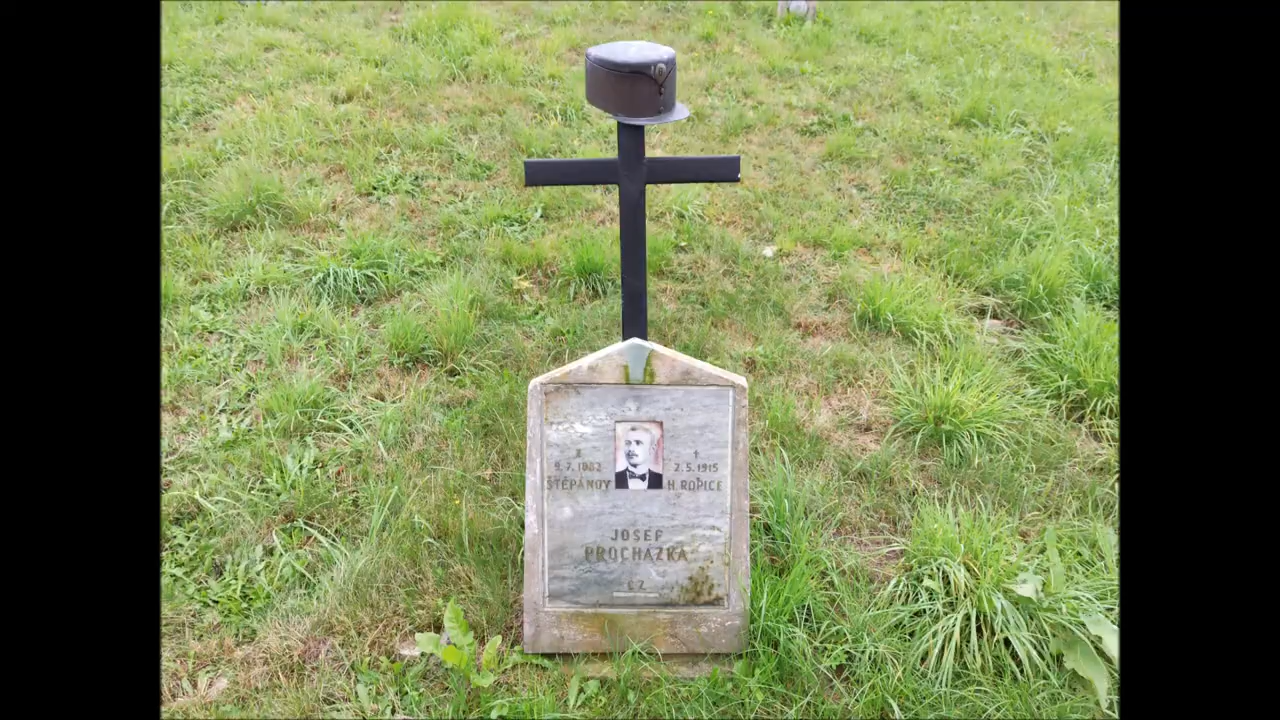 ✝
9.7.1882 2.5.1915
ŠTĚPÁNOV H. ROPICE
JOSEF
PROCHÁZKA
ČZ